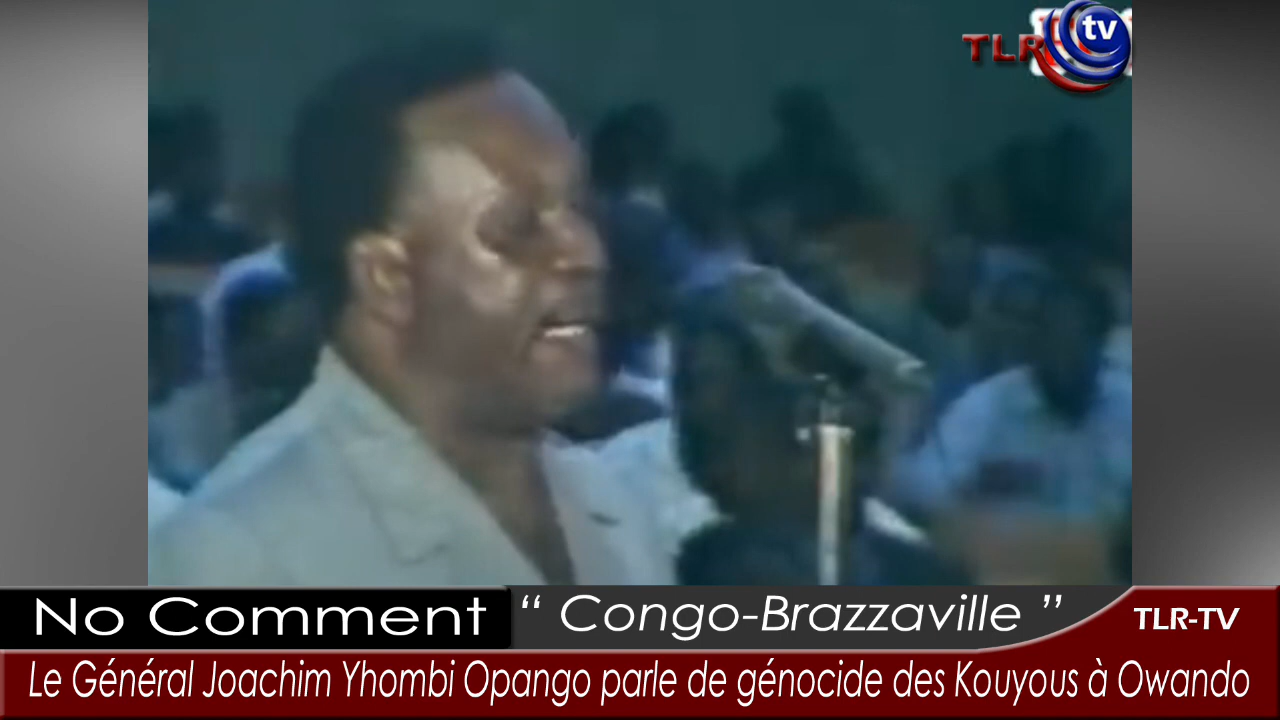 TLR tv
No Comment
“ Congo-Brazzaville ”
TLR-TV
Le Général Joachim Yhombi Opango parle de génocide des Kouyous à Owando